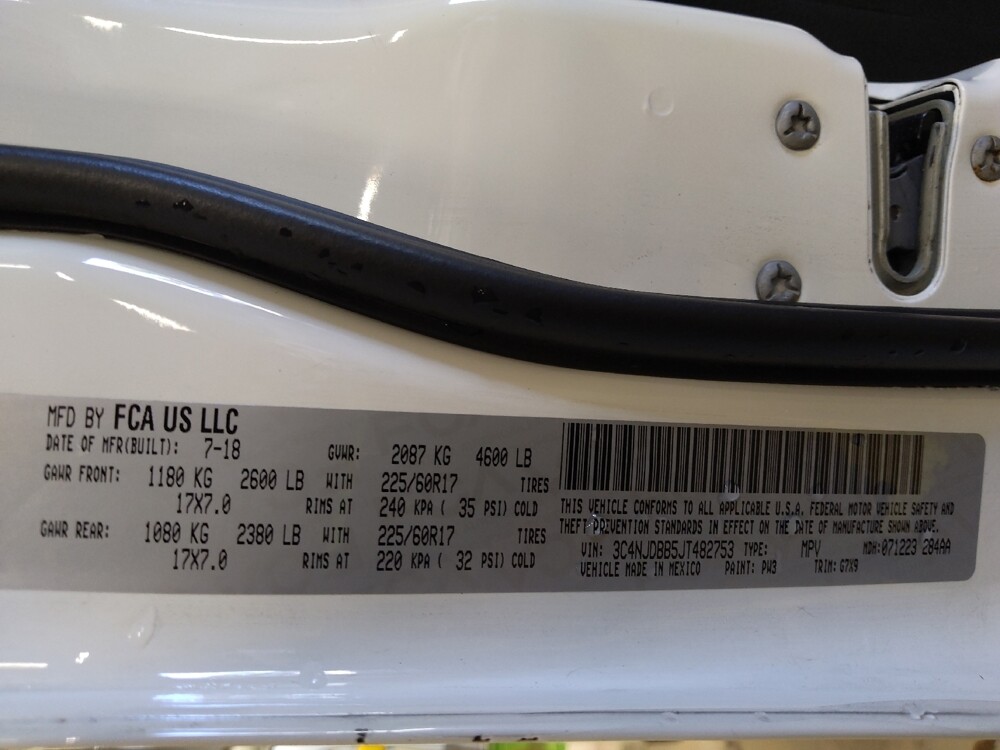 MFD BY FCA US LLC
DATE OF MFR(BUILT): 7-18 GVWR: 2087 KG 4600 LB
GAWR FRONT: 1180 KG 2600 LB WITH 225/60R17 TIRES
17X7.0 RIMS AT 240 KPA ( 35 PSI) COLD
GAWR REAR: 1080 KG 2380 LB WITH 225/60R17 TIRES
17X7.0 RIMS AT 220 KPA ( 32 PSI) COLD
THIS VEHICLE CONFORMS TO ALL APPLICABLE U.S.A. FEDERAL MOTOR VEHICLE SAFETY AND
THEFT PREVENTION STANDARDS IN EFFECT ON THE DATE OF MANUFACTURE SHOWN ABOVE.
VIN: 3C4NJDBB5JT482753 TYPE: MPV MDH:071223 284AA
VEHICLE MADE IN MEXICO PAINT: PW3 TRIM: G7X9